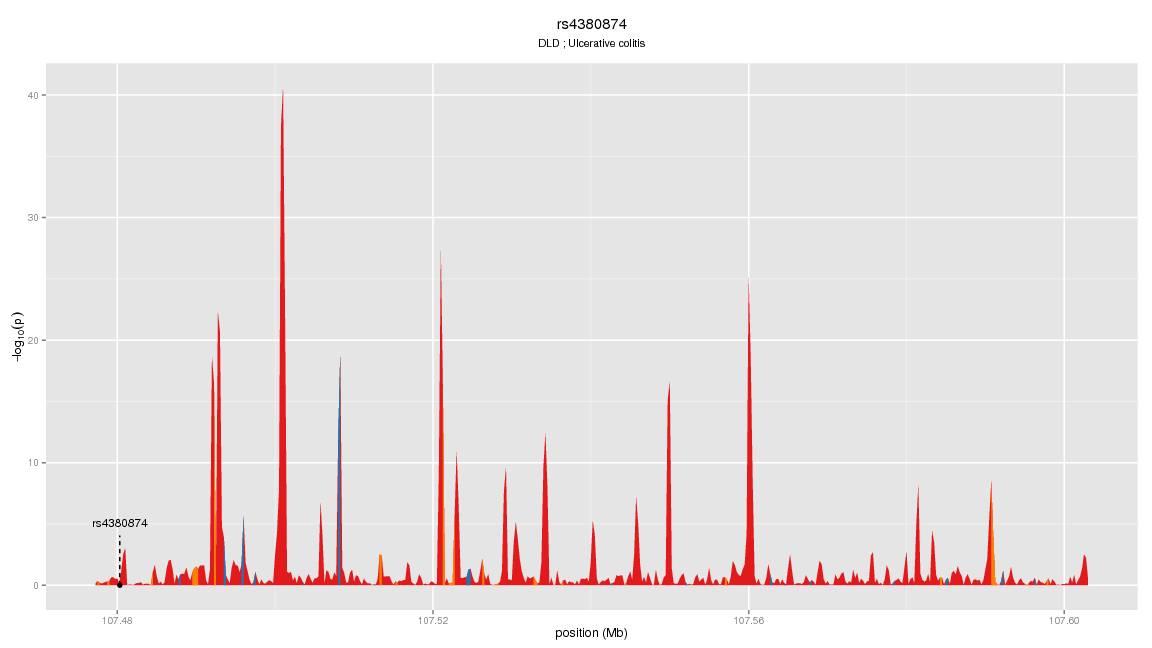 rs4380874
DLD ; Ulcerative colitis
40
30
20
10
0
−log10(p)
rs4380874
107.48
107.52
107.56
107.60
position (Mb)